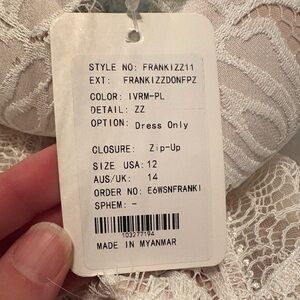 STYLE NO: FRANKIZZ11
EXT: FRANKIZZDONFPZ
COLOR: IVRM-PL
DETAIL: ZZ
OPTION: Dress Only
CLOSURE: Zip-Up
SIZE USA: 12
AUS/UK: 14
ORDER NO: E6WSNFRANKI
SPHEM: -
103277194
MADE IN MYANMAR